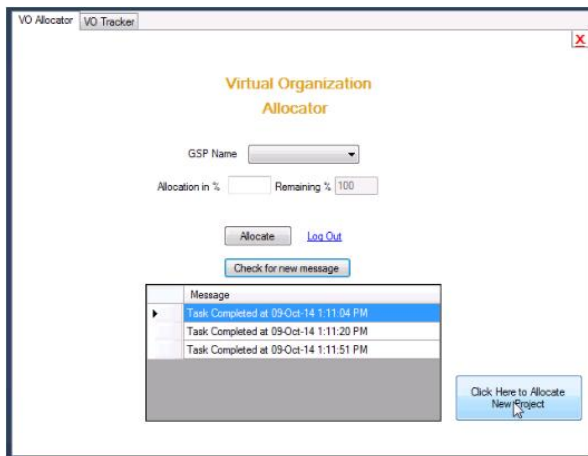 VO Allocator VO Tracker
X
Virtual Organization
Allocator
GSP Name
Allocation in % Remaining % 100
Allocate Log Out
Check for new message
Message
Task Completed at 09-Oct-14 1:11:04 PM
Task Completed at 09-Oct-14 1:11:20 PM
Task Completed at 09-Oct-14 1:11:51 PM
Click Here to Allocate
New Project